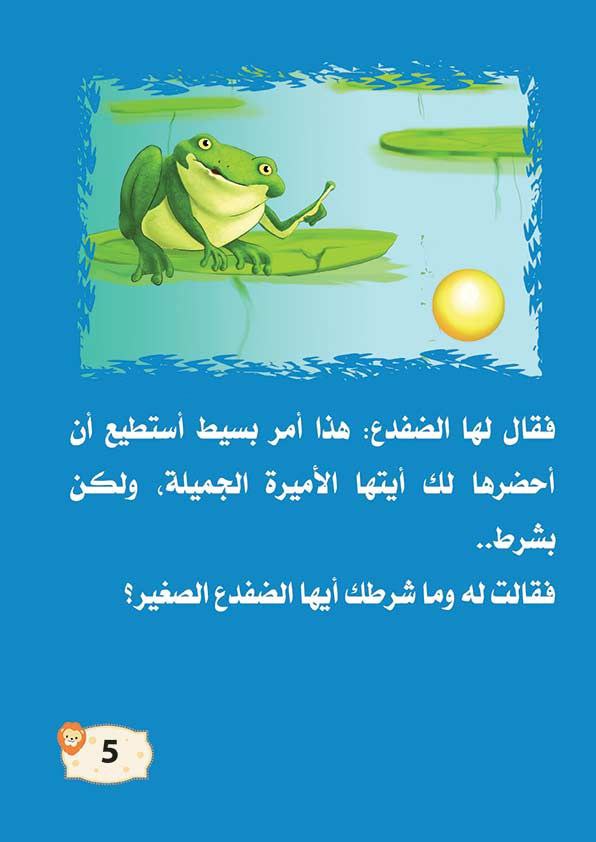 فقال لها الضفدع: هذا أمر بسيط أستطيع أن
أحضرها لك أيتها الأميرة الجميلة، ولكن
بشرط..
فقالت له وما شرطك أيها الضفدع الصغير؟
5